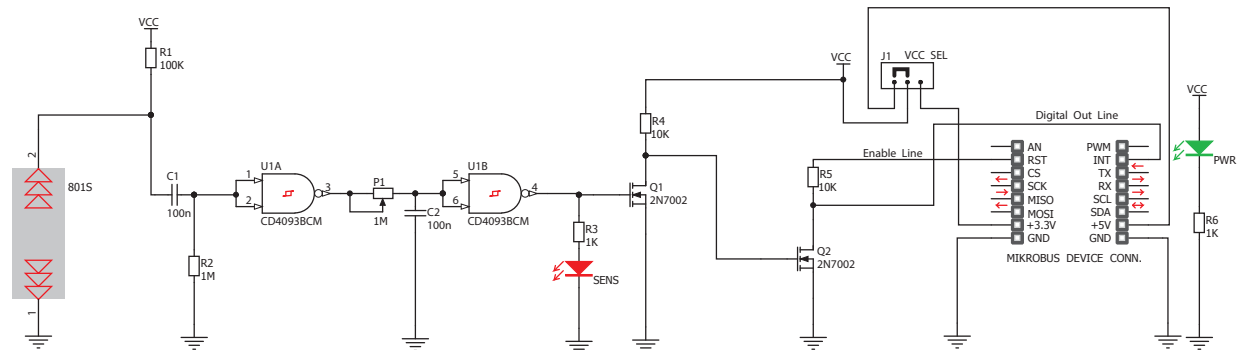 VCC
R1
100K
2
801S
1
C1
100n
R2
1M
U1A
1
2
3
CD4093BCM
P1
1M
C2
100n
U1B
5
6
4
CD4093BCM
R3
1K
SENS
R4
10K
Q1
2N7002
VCC
J1 VCC SEL
Digital Out Line
Enable Line
R5
10K
Q2
2N7002
AN
RST
CS
SCK
MISO
MOSI
+3.3V
GND
PWM
INT
TX
RX
SCL
SDA
+5V
GND
MIKROBUS DEVICE CONN.
VCC
PWR
R6
1K